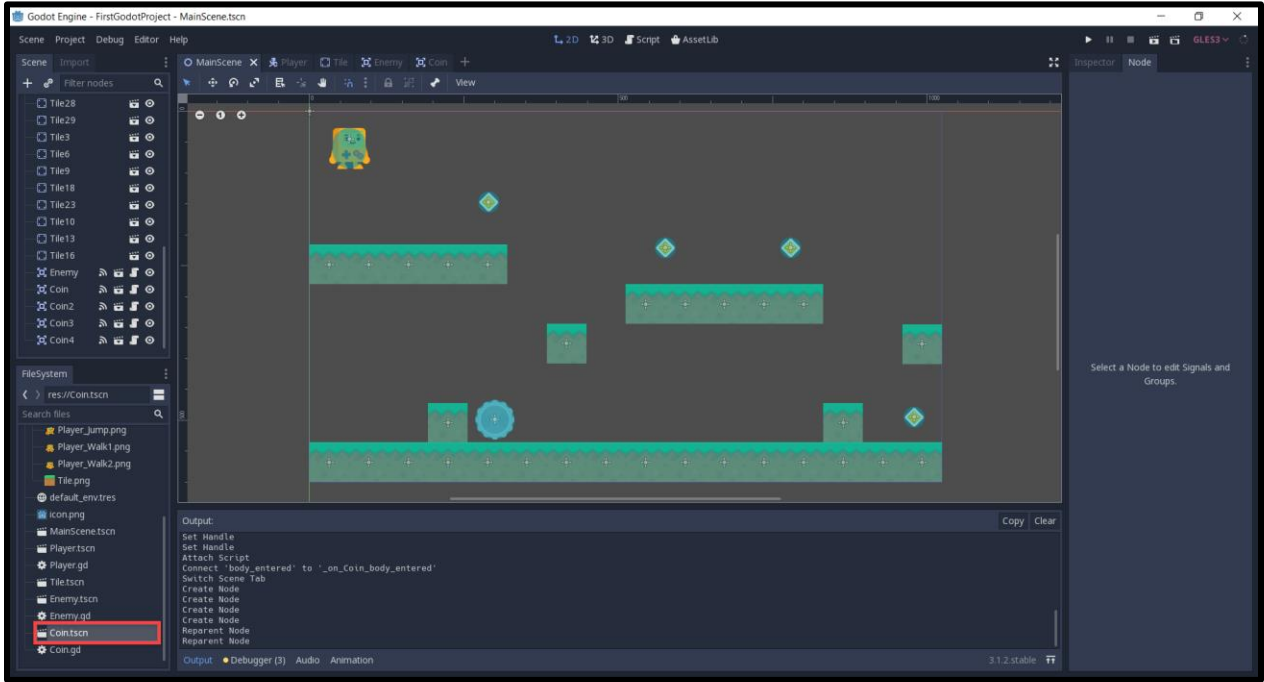 Godot Engine - FirstGodotProject - MainScene.tscn
Scene Project Debug Editor Help
2D 3D Script AssetLib
GLES3
Scene Import
MainScene Player Tile Enemy Coin
Inspector Node
Filter nodes
View
Tile28
Tile29
Tile3
Tile6
Tile9
Tile18
Tile23
Tile10
Tile13
Tile16
Enemy
Coin
Coin2
Coin3
Coin4
0 500 1000
Select a Node to edit Signals and
Groups.
FileSystem
res://Coin.tscn
Search files
Player_Jump.png
Player_Walk1.png
Player_Walk2.png
Tile.png
default_env.tres
icon.png
MainScene.tscn
Player.tscn
Player.gd
Tile.tscn
Enemy.tscn
Enemy.gd
Coin.tscn
Coin.gd
Output:
Copy Clear
Set Handle
Set Handle
Attach Script
Connect 'body_entered' to '_on_Coin_body_entered'
Switch Scene Tab
Create Node
Create Node
Create Node
Create Node
Reparent Node
Reparent Node
Output Debugger (3) Audio Animation
3.1.2.stable